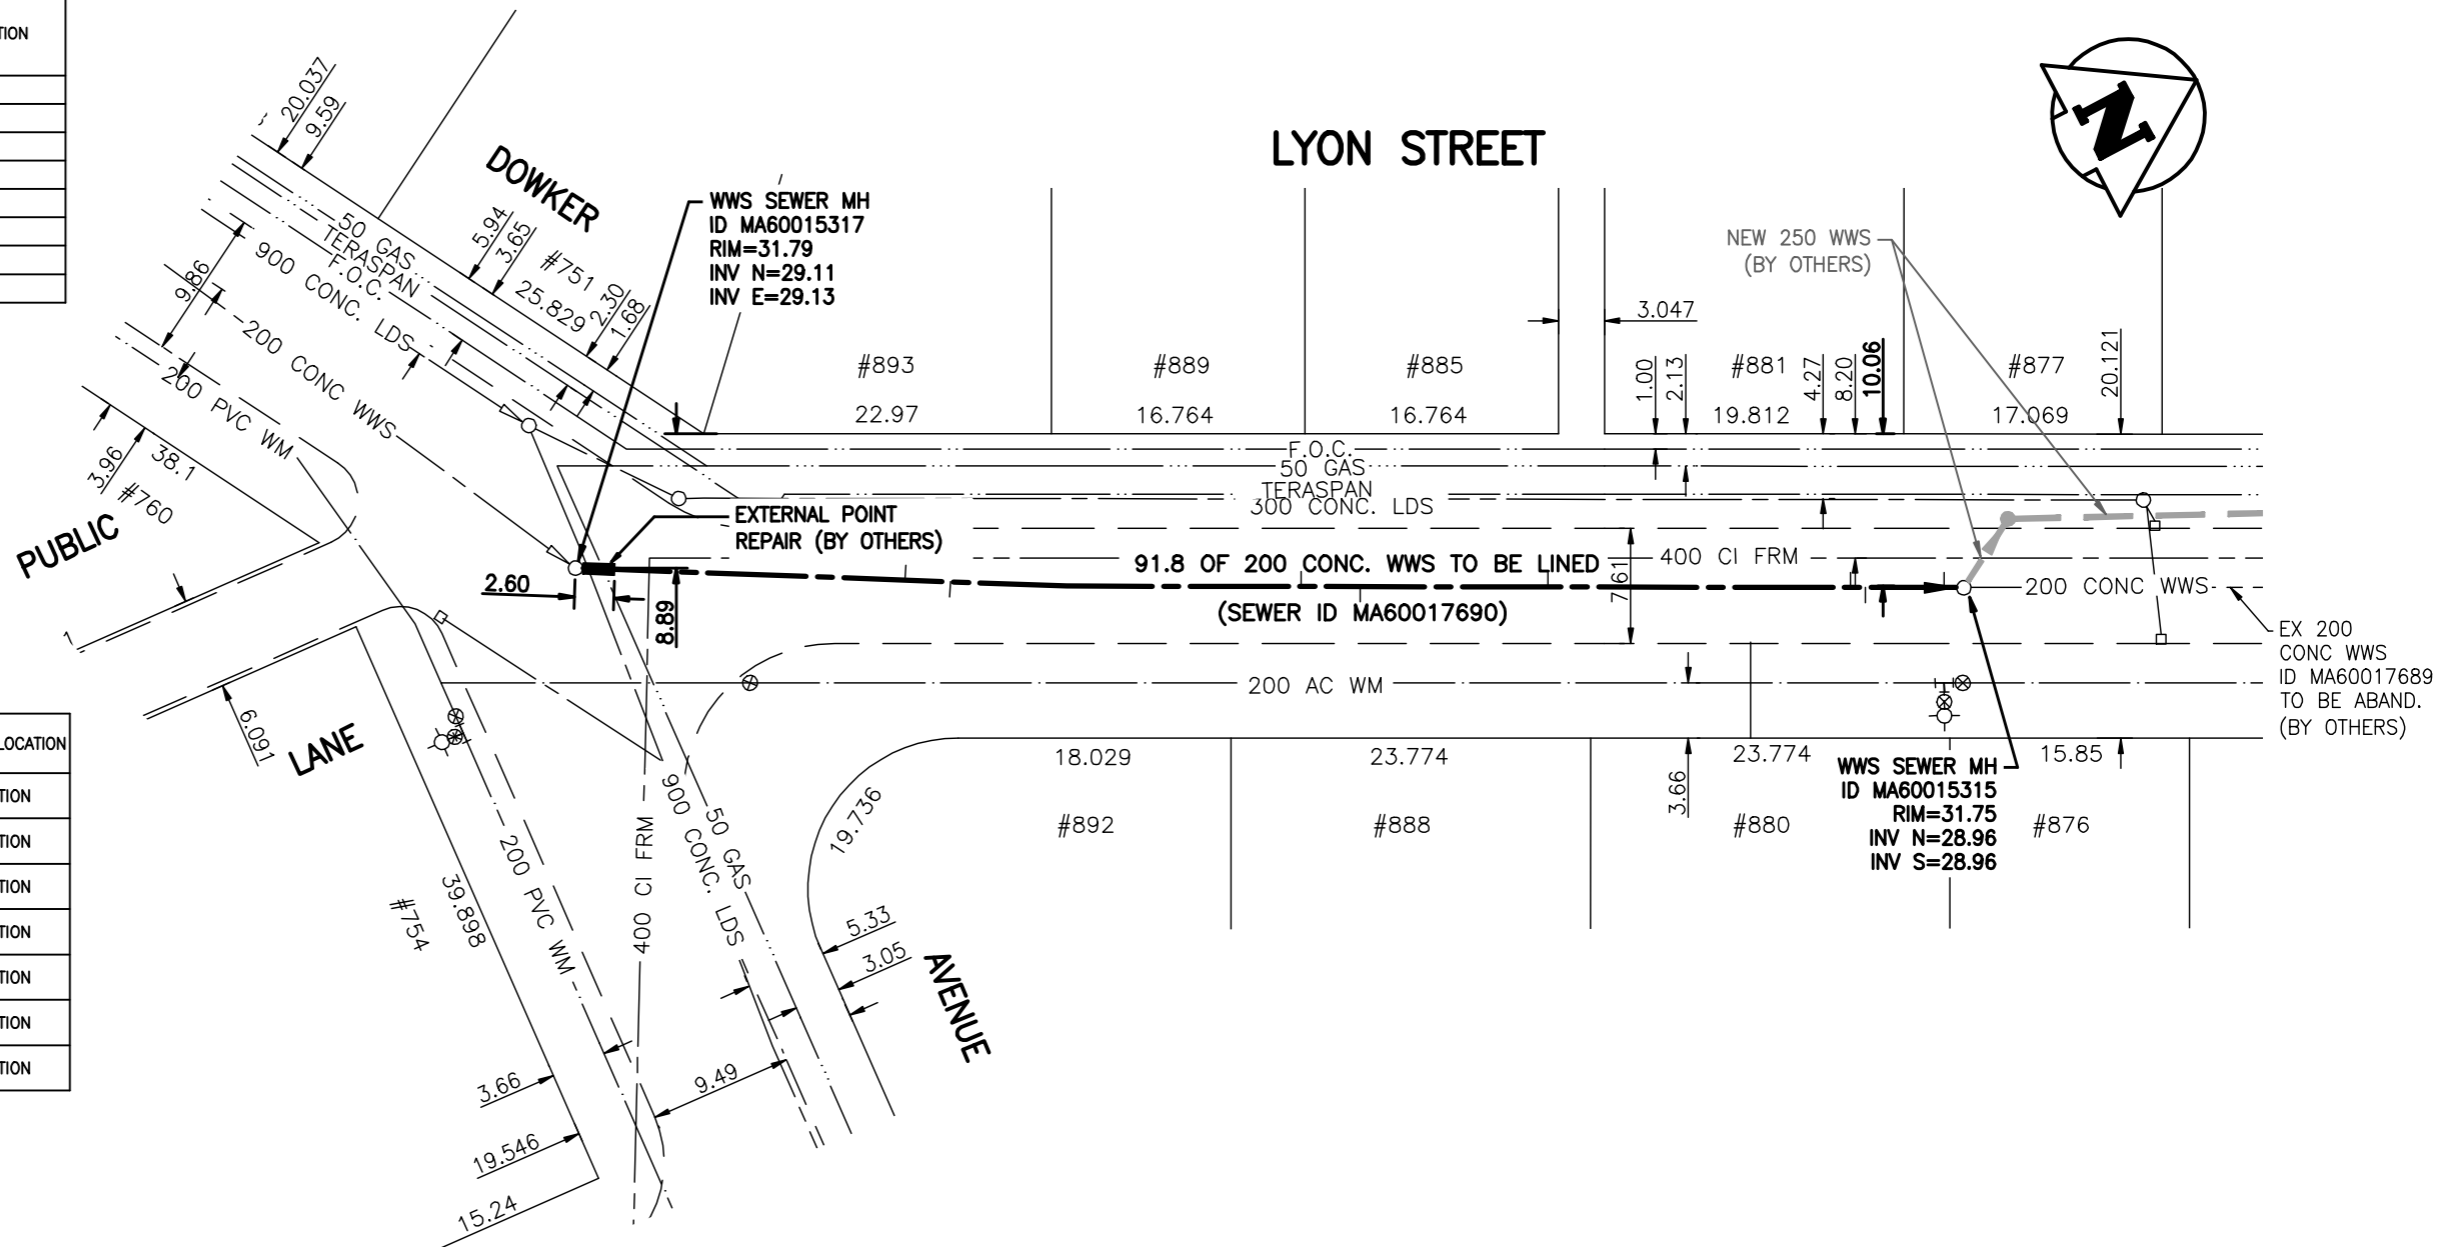 TION
LOCATION
TION
TION
TION
TION
TION
TION
TION
LYON STREET
N
DOWKER
AVENUE
PUBLIC
LANE
20.037
9.59
5.94
3.65
#751
25.829
2.30
1.68
50 GAS
TERASPAN
F.O.C.
900 CONC. LDS
9.86
200 CONC WWS
200 PVC WM
3.96
38.1
#760
6.091
WWS SEWER MH
ID MA60015317
RIM=31.79
INV N=29.11
INV E=29.13
#893
22.97
#889
16.764
#885
16.764
3.047
1.00
2.13
#881
19.812
4.27
8.20
10.06
#877
17.069
20.121
NEW 250 WWS
(BY OTHERS)
F.O.C.
50 GAS
TERASPAN
300 CONC. LDS
EXTERNAL POINT
REPAIR (BY OTHERS)
91.8 OF 200 CONC. WWS TO BE LINED
(SEWER ID MA60017690)
7.61
400 CI FRM
200 CONC WWS
2.60
8.89
200 AC WM
EX 200
CONC WWS
ID MA60017689
TO BE ABAND.
(BY OTHERS)
18.029
#892
23.774
#888
3.66
23.774
#880
15.85
#876
WWS SEWER MH
ID MA60015315
RIM=31.75
INV N=28.96
INV S=28.96
19.736
50 GAS
900 CONC. LDS
400 CI FRM
200 PVC WM
39.898
#754
5.33
3.05
9.49
3.66
19.546
15.24